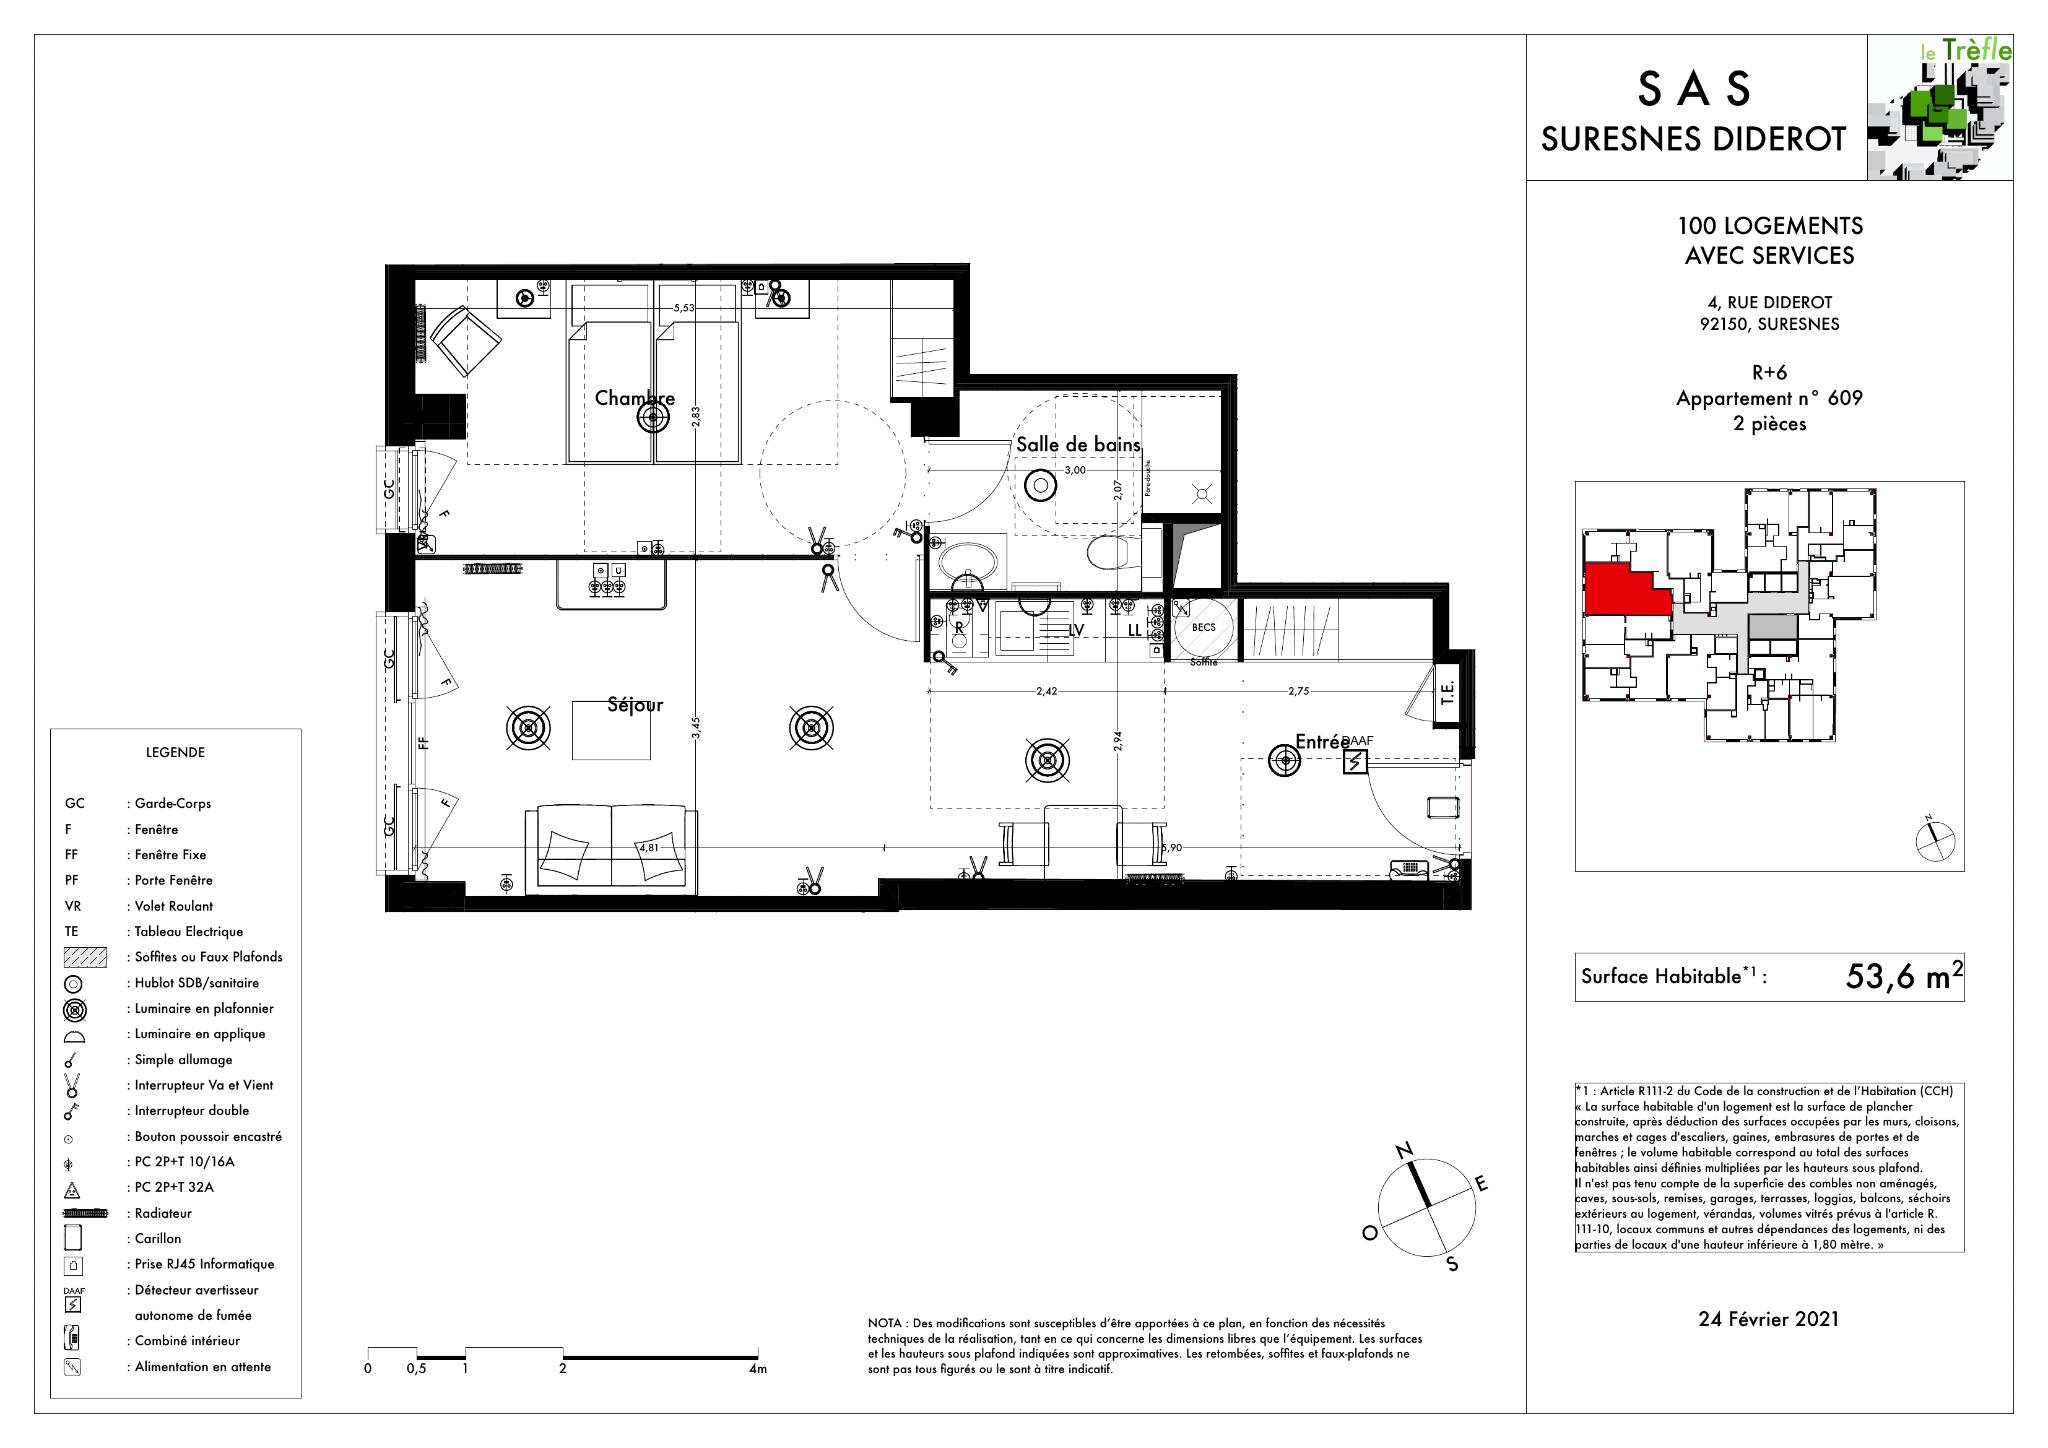 le Trèfle
S A S
SURESNES DIDEROT
100 LOGEMENTS
AVEC SERVICES
4, RUE DIDEROT
92150, SURESNES
R+6
Appartement n° 609
2 pièces
N
Surface Habitable*1 :
53,6 m2
*1 : Article R111-2 du Code de la construction et de l'Habitation (CCH)
« La surface habitable d'un logement est la surface de plancher
construite, après déduction des surfaces occupées par les murs, cloisons,
marches et cages d'escaliers, gaines, embrasures de portes et de
fenêtres ; le volume habitable correspond au total des surfaces
habitables ainsi définies multipliées par les hauteurs sous plafond.
Il n'est pas tenu compte de la superficie des combles non aménagés,
caves, sous-sols, remises, garages, terrasses, loggias, balcons, séchoirs
extérieurs au logement, vérandas, volumes vitrés prévus à l'article R.
111-10, locaux communs et autres dépendances des logements, ni des
parties de locaux d'une hauteur inférieure à 1,80 mètre. »
24 Février 2021
5,53
Chambre
2,83
GC
F
VR
Salle de bains
3,00
2,07
Pare-douche
R
LV
LL
BECS
Soffite
GC
F
Séjour
3,45
FF
GC
F
4,81
2,42
2,75
T.E.
2,94
Entrée
DAAF
5,90
LEGENDE
GC : Garde-Corps
F : Fenêtre
FF : Fenêtre Fixe
PF : Porte Fenêtre
VR : Volet Roulant
TE : Tableau Electrique
: Soffites ou Faux Plafonds
: Hublot SDB/sanitaire
: Luminaire en plafonnier
: Luminaire en applique
: Simple allumage
: Interrupteur Va et Vient
: Interrupteur double
: Bouton poussoir encastré
: PC 2P+T 10/16A
: PC 2P+T 32A
: Radiateur
: Carillon
: Prise RJ45 Informatique
DAAF : Détecteur avertisseur
autonome de fumée
: Combiné intérieur
: Alimentation en attente
0 0,5 1 2 4m
N
E
O
S
NOTA : Des modifications sont susceptibles d'être apportées à ce plan, en fonction des nécessités
techniques de la réalisation, tant en ce qui concerne les dimensions libres que l'équipement. Les surfaces
et les hauteurs sous plafond indiquées sont approximatives. Les retombées, soffites et faux-plafonds ne
sont pas tous figurés ou le sont à titre indicatif.